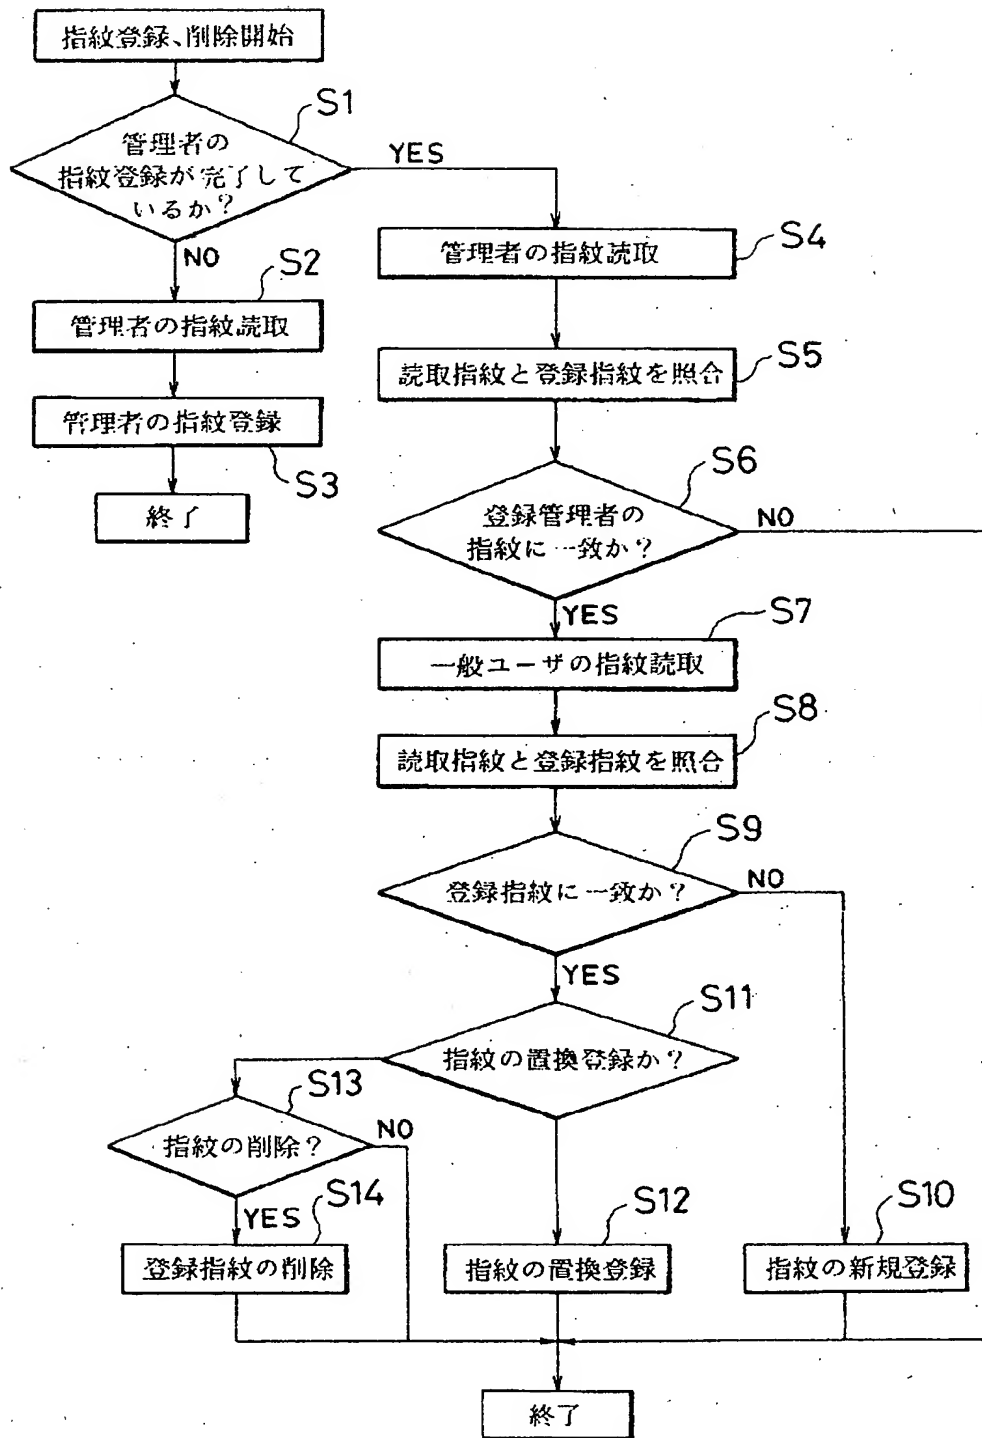 指紋登録、削除開始
S1
管理者の
指紋登録が完了して
いるか?
YES
NO
S2
管理者の指紋読取
管理者の指紋登録
S3
終了
S4
管理者の指紋読取
S5
読取指紋と登録指紋を照合
S6
登録管理者の
指紋に一致か?
NO
YES
S7
一般ユーザの指紋読取
S8
読取指紋と登録指紋を照合
S9
登録指紋に一致か?
NO
YES
S11
指紋の置換登録か?
S13
指紋の削除?
NO
YES
S14
登録指紋の削除
S12
指紋の置換登録
S10
指紋の新規登録
終了